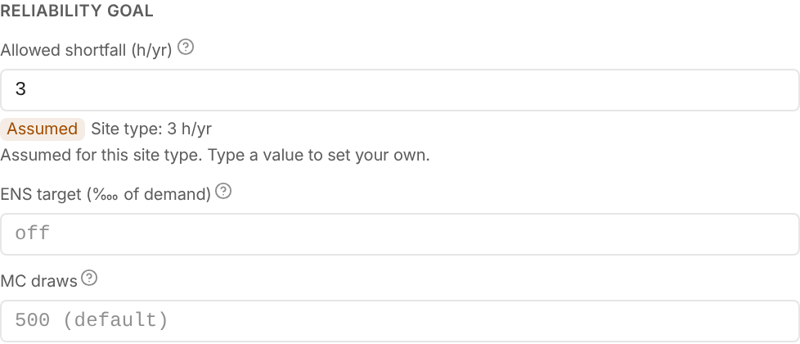 RELIABILITY GOAL
Allowed shortfall (h/yr) ?
3
Assumed Site type: 3 h/yr
Assumed for this site type. Type a value to set your own.
ENS target (‱ of demand) ?
off
MC draws ?
500 (default)